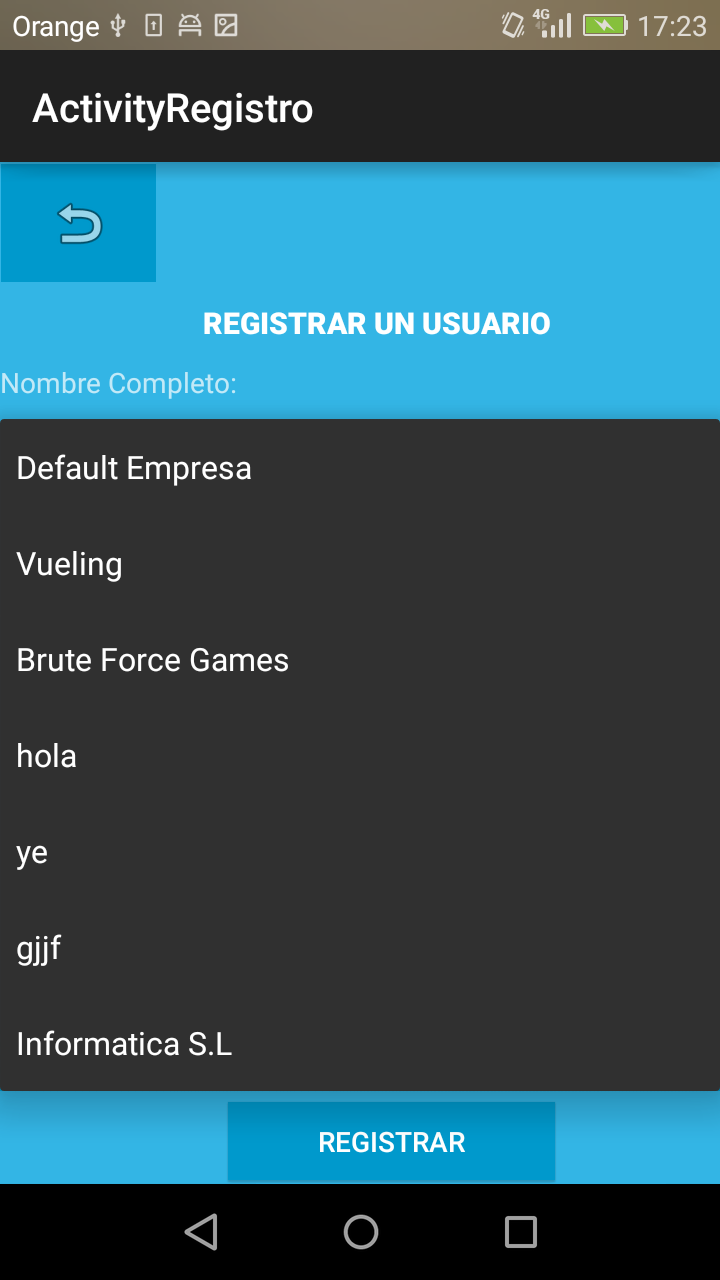 Orange 4G 17:23
ActivityRegistro
REGISTRAR UN USUARIO
Nombre Completo:
Default Empresa
Vueling
Brute Force Games
hola
ye
gjjf
Informatica S.L
REGISTRAR